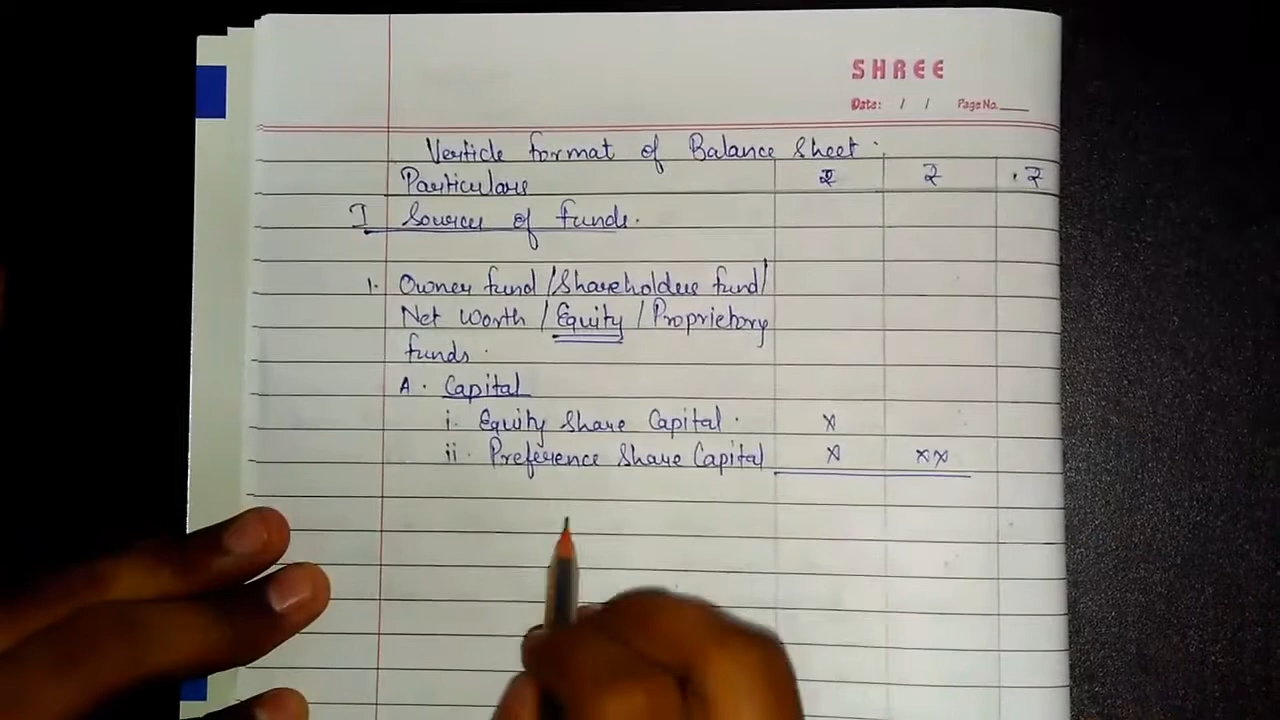 SHREE
Date: / / Page No.
Verticle format of Balance Sheet.
Particulars ₹ ₹ ₹
I Sources of funds.
1. Owner fund/Shareholders fund/
Net Worth / Equity / Proprietory
funds.
A. Capital
i. Equity Share Capital. x
ii. Preference Share Capital x xx